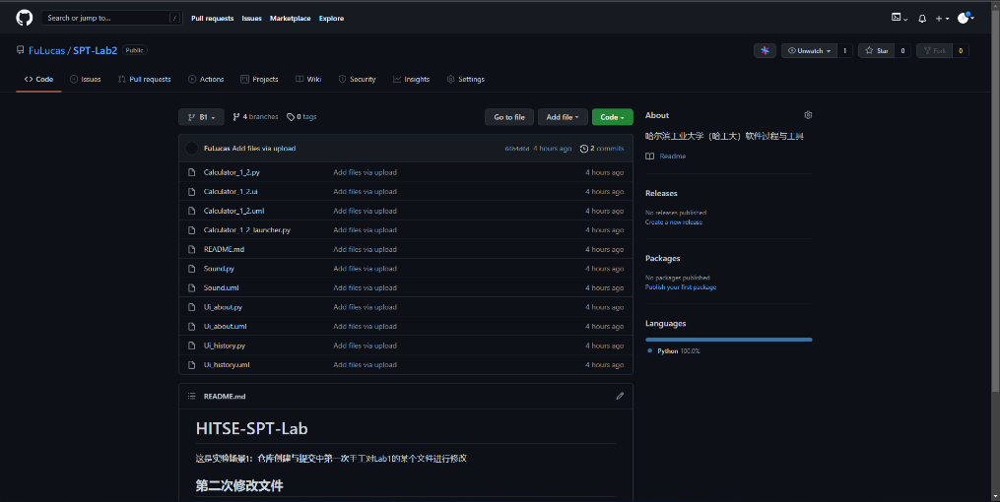 Search or jump to... /
Pull requests Issues Marketplace Explore
FuLucas / SPT-Lab2 Public
Unwatch 1 Star 0 Fork 0
Code Issues Pull requests Actions Projects Wiki Security Insights Settings
B1 4 branches 0 tags Go to file Add file Code
FuLucas Add files via upload 4 hours ago 2 commits
Calculator_1_2.py Add files via upload 4 hours ago
Calculator_1_2.ui Add files via upload 4 hours ago
Calculator_1_2.uml Add files via upload 4 hours ago
Calculator_1_2_launcher.py Add files via upload 4 hours ago
README.md Add files via upload 4 hours ago
Sound.py Add files via upload 4 hours ago
Sound.uml Add files via upload 4 hours ago
Ui_about.py Add files via upload 4 hours ago
Ui_about.uml Add files via upload 4 hours ago
Ui_history.py Add files via upload 4 hours ago
Ui_history.uml Add files via upload 4 hours ago
README.md
HITSE-SPT-Lab
这是实验场景1：仓库创建与提交中第一次手工对Lab1的某个文件进行修改
第二次修改文件
About
哈尔滨工业大学（哈工大）软件过程与工具
Readme
Releases
No releases published
Create a new release
Packages
No packages published
Publish your first package
Languages
Python 100.0%